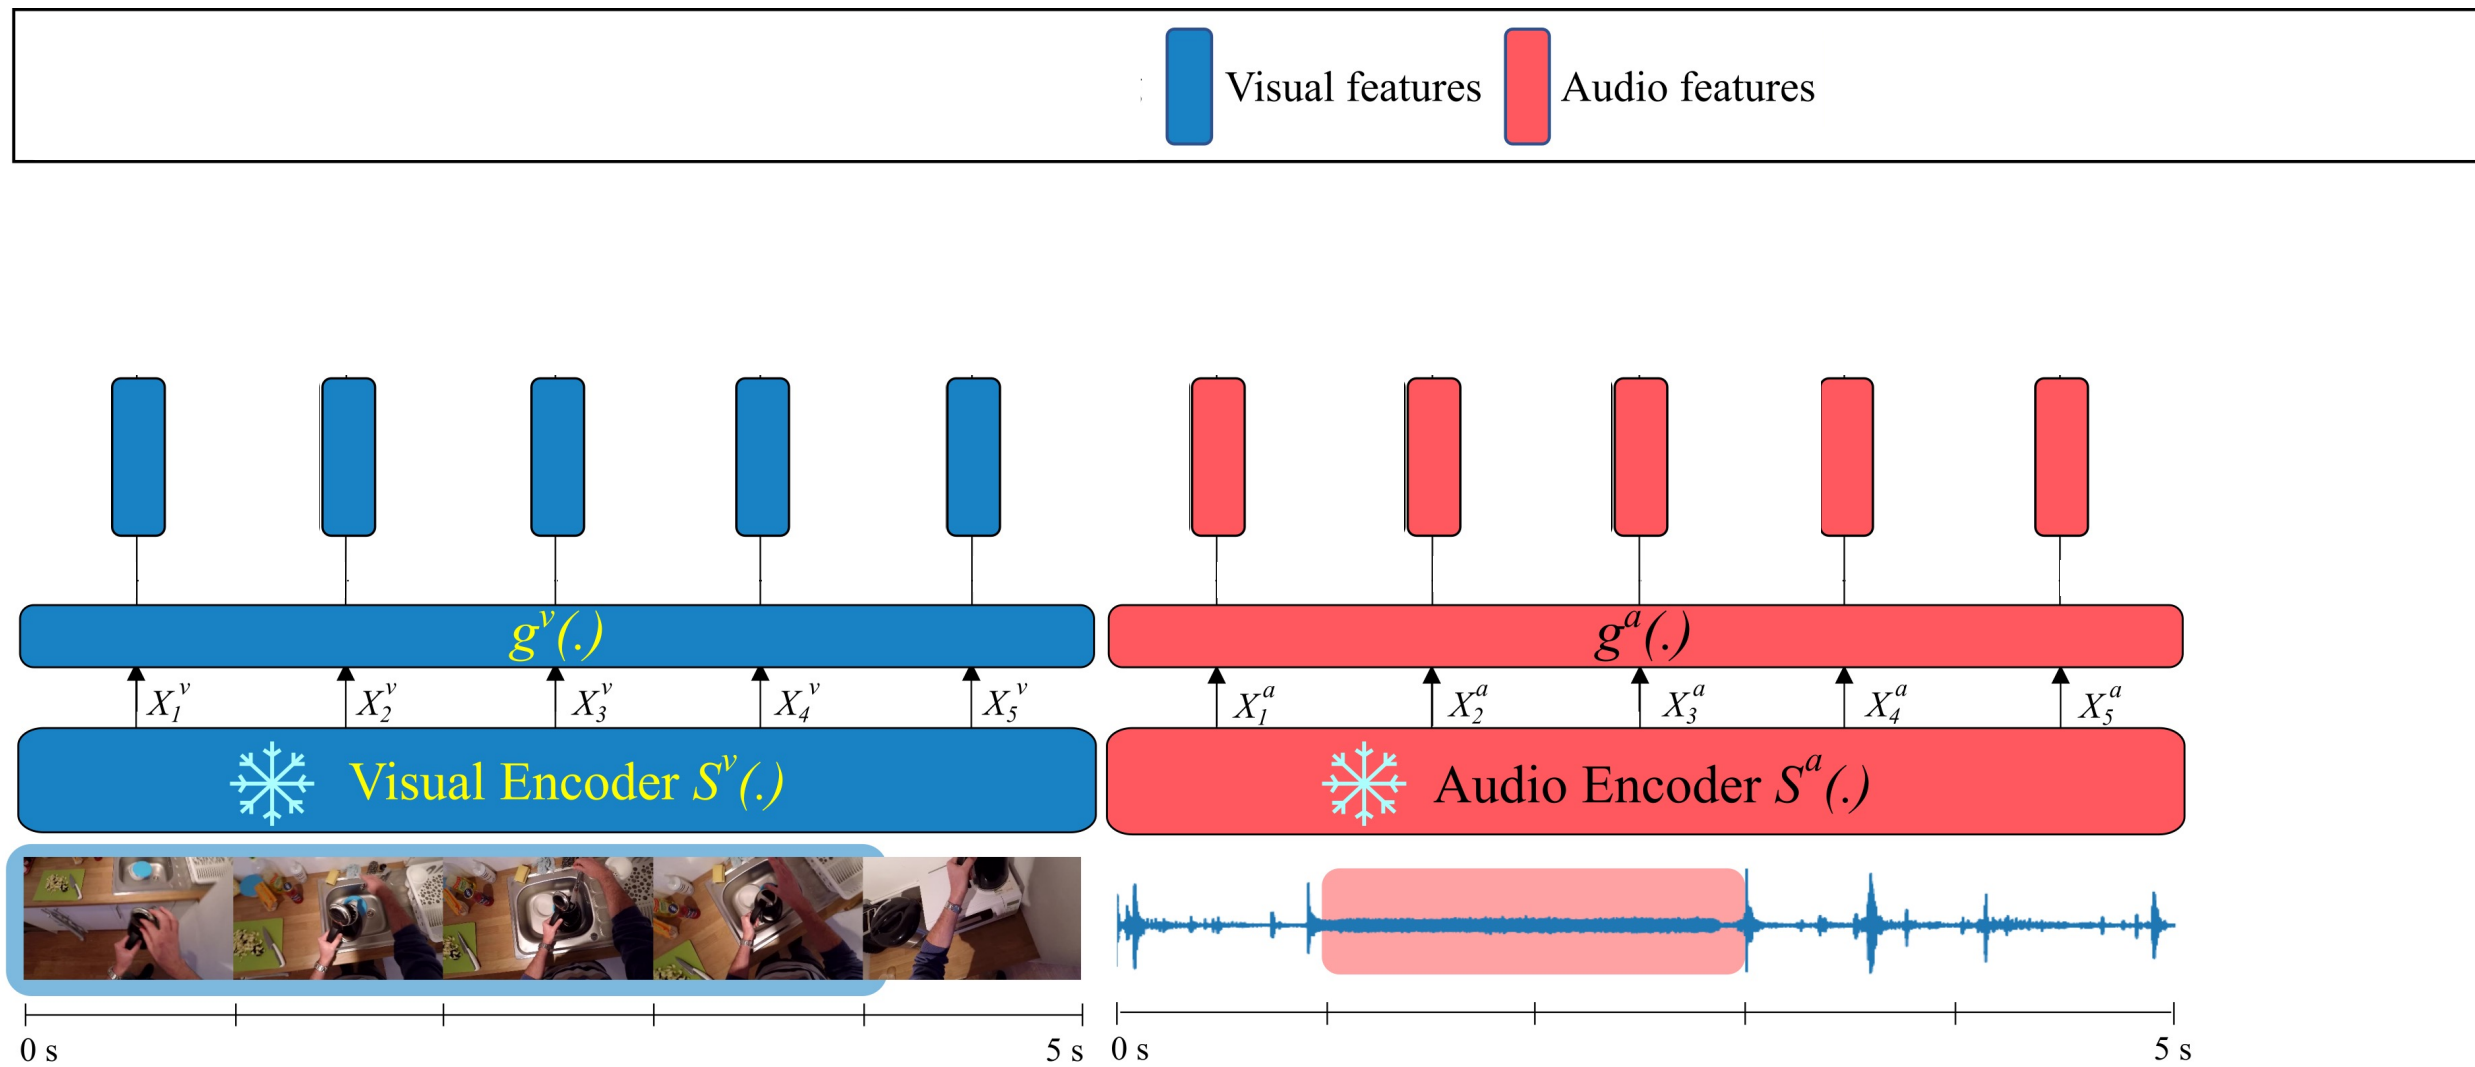 Visual features Audio features
g^v(.) g^a(.)
X_1^v X_2^v X_3^v X_4^v X_5^v X_1^a X_2^a X_3^a X_4^a X_5^a
Visual Encoder S^v(.) Audio Encoder S^a(.)
0 s 5 s 0 s 5 s